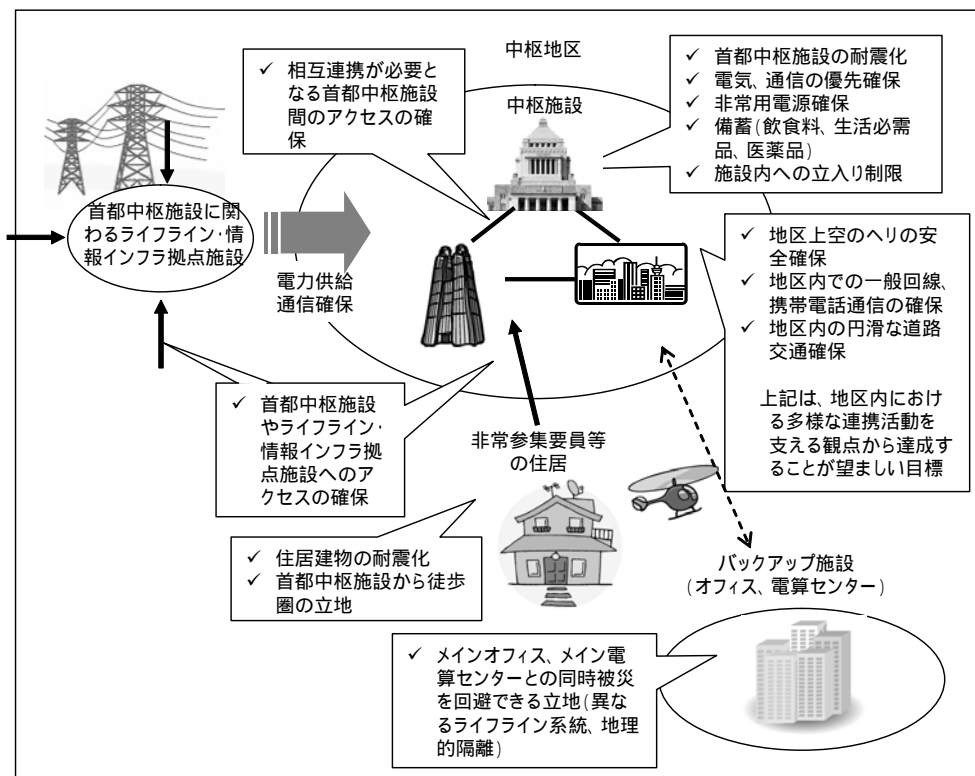 中枢地区
✓ 相互連携が必要と
なる首都中枢施設
間のアクセスの確
保
中枢施設
✓ 首都中枢施設の耐震化
✓ 電気、通信の優先確保
✓ 非常用電源確保
✓ 備蓄(飲食料、生活必需
品、医薬品)
✓ 施設内への立入り制限
首都中枢施設に関
わるライフライン・情
報インフラ拠点施設
電力供給
通信確保
✓ 地区上空のヘリの安
全確保
✓ 地区内での一般回線、
携帯電話通信の確保
✓ 地区内の円滑な道路
交通確保
上記は、地区内におけ
る多様な連携活動を
支える観点から達成す
ることが望ましい目標
✓ 首都中枢施設
やライフライン・
情報インフラ拠
点施設へのア
クセスの確保
非常参集要員等
の住居
✓ 住居建物の耐震化
✓ 首都中枢施設から徒歩
圏の立地
バックアップ施設
(オフィス、電算センター)
✓ メインオフィス、メイン電
算センターとの同時被災
を回避できる立地(異な
るライフライン系統、地理
的隔離)